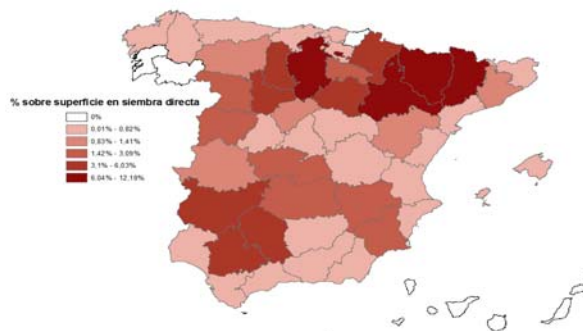 % sobre superficie en siembra directa
0%
0,01% - 0,82%
0,83% - 1,41%
1,42% - 3,09%
3,1% - 6,03%
6,04% - 12,19%